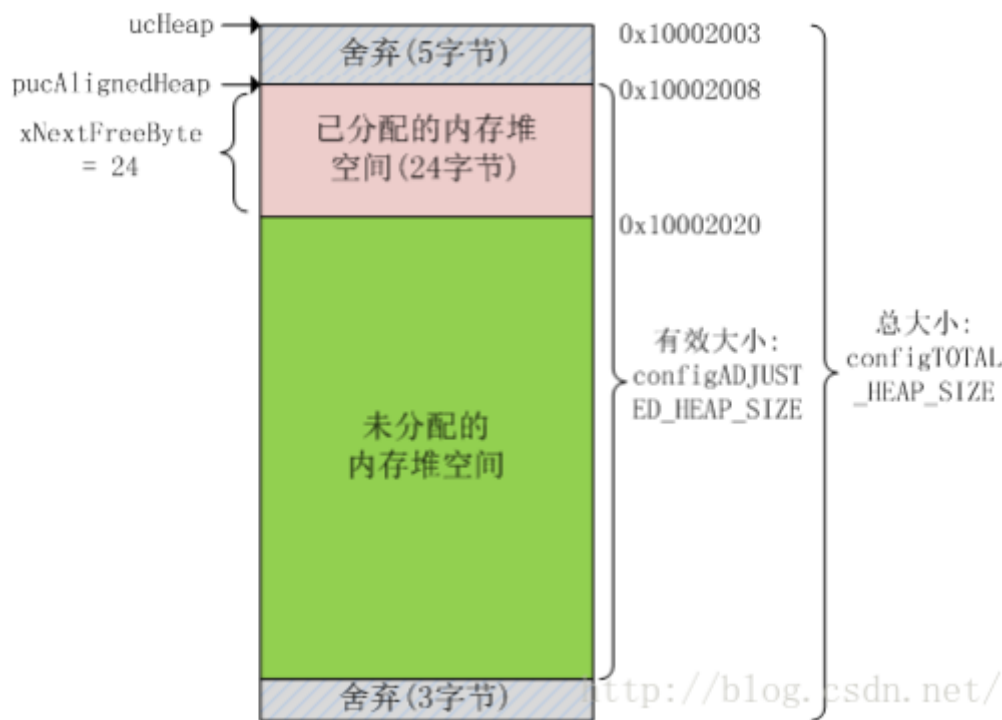 ucHeap
舍弃(5字节)
0x10002003
pucAlignedHeap
0x10002008
xNextFreeByte
= 24
已分配的内存堆
空间(24字节)
0x10002020
有效大小:
configADJUST
ED_HEAP_SIZE
总大小:
configTOTAL
_HEAP_SIZE
未分配的
内存堆空间
舍弃(3字节)
http://blog.csdn.net/